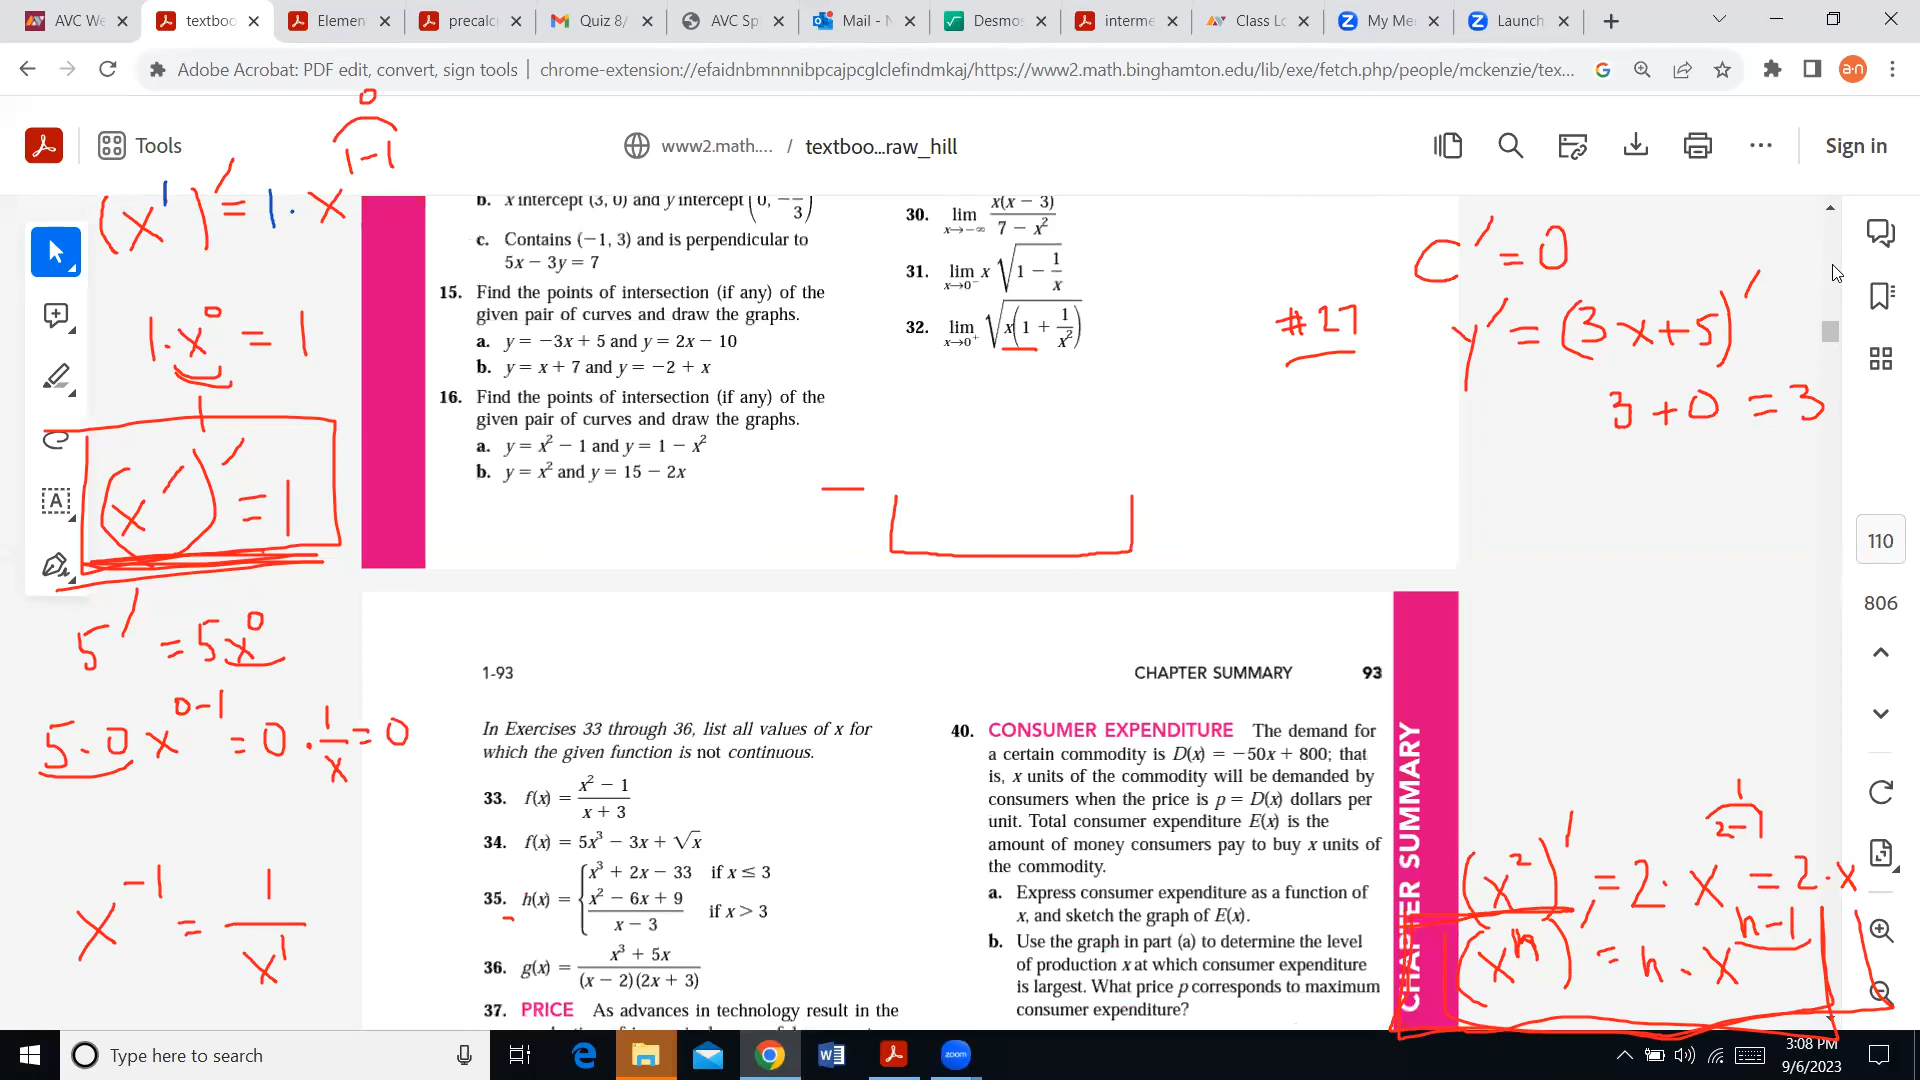 AVC We
textboo
Elemen
precalc
Quiz 8/
AVC Sp
Mail - N
Desmos
interme
Class Lo
My Me
Launch
Adobe Acrobat: PDF edit, convert, sign tools
chrome-extension://efaidnbmnnnibpcajpcglclefindmkaj/https://www2.math.binghamton.edu/lib/exe/fetch.php/people/mckenzie/tex...
a-n
Tools
www2.math.... / textboo...raw_hill
Sign in
0
1-1
(x^1)' = 1 · x
1·x^0 = 1
1
(x')' = 1
5' = 5x^0
5·0 x^{0-1} = 0 · 1/x = 0
x^{-1} = 1/x^1
b. x intercept (3, 0) and y intercept (0, -–/3)
c. Contains (−1, 3) and is perpendicular to
5x − 3y = 7
15. Find the points of intersection (if any) of the
given pair of curves and draw the graphs.
a. y = −3x + 5 and y = 2x − 10
b. y = x + 7 and y = −2 + x
16. Find the points of intersection (if any) of the
given pair of curves and draw the graphs.
a. y = x² − 1 and y = 1 − x²
b. y = x² and y = 15 − 2x
30. lim x→−∞ x(x − 3)/(7 − x²)
31. lim x→0⁻ x √(1 − 1/x)
32. lim x→0⁺ √(x(1 + 1/x²))
#27
C' = 0
y' = (3x+5)'
3 + 0 = 3
110
806
1-93
CHAPTER SUMMARY 93
In Exercises 33 through 36, list all values of x for
which the given function is not continuous.
33. f(x) = (x² − 1)/(x + 3)
34. f(x) = 5x³ − 3x + √x
35. h(x) = { x³ + 2x − 33 if x ≤ 3
(x² − 6x + 9)/(x − 3) if x > 3
36. g(x) = (x³ + 5x)/((x − 2)(2x + 3))
37. PRICE As advances in technology result in the
40. CONSUMER EXPENDITURE The demand for
a certain commodity is D(x) = −50x + 800; that
is, x units of the commodity will be demanded by
consumers when the price is p = D(x) dollars per
unit. Total consumer expenditure E(x) is the
amount of money consumers pay to buy x units of
the commodity.
a. Express consumer expenditure as a function of
x, and sketch the graph of E(x).
b. Use the graph in part (a) to determine the level
of production x at which consumer expenditure
is largest. What price p corresponds to maximum
consumer expenditure?
CHAPTER SUMMARY
1
2-1
(x²)' = 2·x = 2·x
(x^n)' = n·x^{n-1}
Type here to search
zoom
3:08 PM
9/6/2023